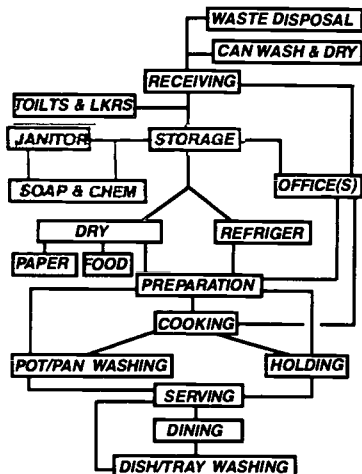 WASTE DISPOSAL
CAN WASH & DRY
RECEIVING
TOILTS & LKRS
JANITOR
STORAGE
SOAP & CHEM
OFFICE(S)
DRY
REFRIGER
PAPER
FOOD
PREPARATION
COOKING
POT/PAN WASHING
HOLDING
SERVING
DINING
DISH/TRAY WASHING